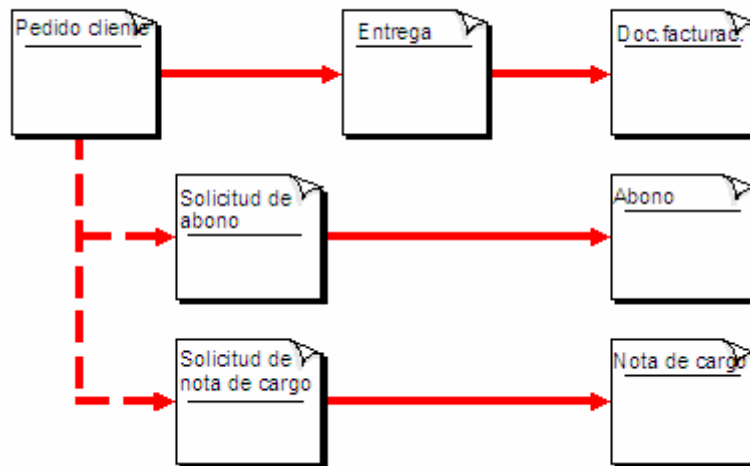 Pedido cliente
Entrega
Doc.facturac.
Solicitud de
abono
Abono
Solicitud de
nota de cargo
Nota de cargo